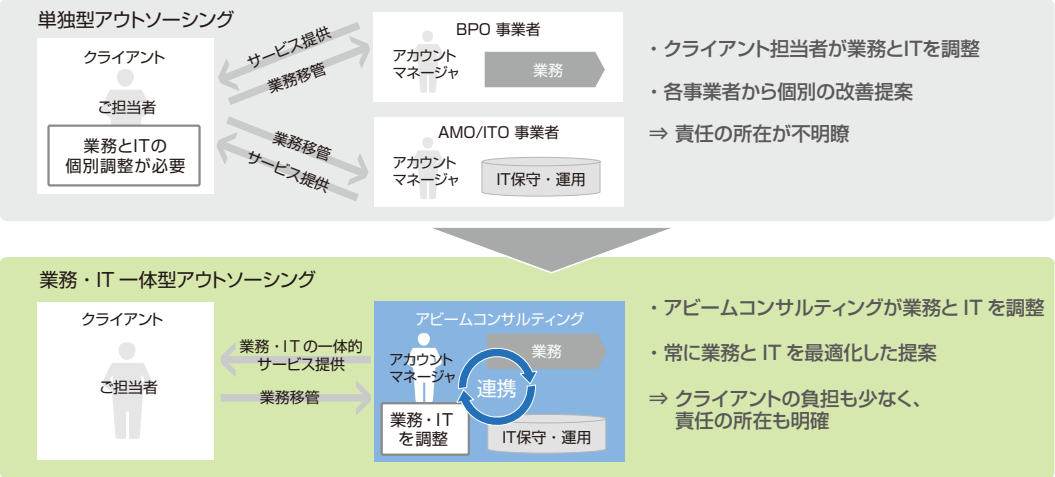 単独型アウトソーシング
クライアント
ご担当者
業務とITの
個別調整が必要
サービス提供
業務移管
業務移管
サービス提供
BPO 事業者
アカウント
マネージャ
業務
AMO/ITO 事業者
アカウント
マネージャ
IT保守・運用
・クライアント担当者が業務とITを調整
・各事業者から個別の改善提案
⇒ 責任の所在が不明瞭
業務・IT 一体型アウトソーシング
クライアント
ご担当者
業務・ITの一体的
サービス提供
業務移管
アビームコンサルティング
アカウント
マネージャ
業務
連携
業務・IT
を調整
IT保守・運用
・アビームコンサルティングが業務と IT を調整
・常に業務と IT を最適化した提案
⇒ クライアントの負担も少なく、
責任の所在も明確